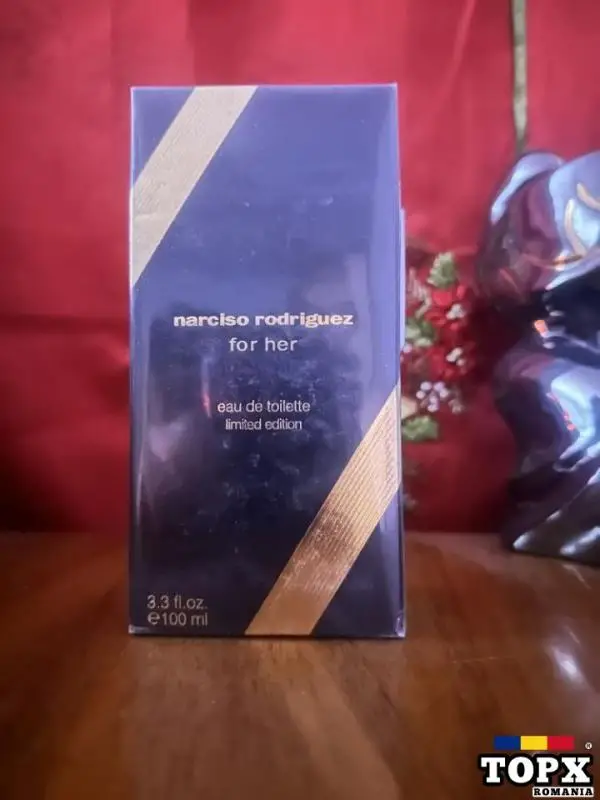 narciso rodriguez
for her
eau de toilette
limited edition
3.3 fl.oz.
℮100 ml
TOPX
®
ROMANIA